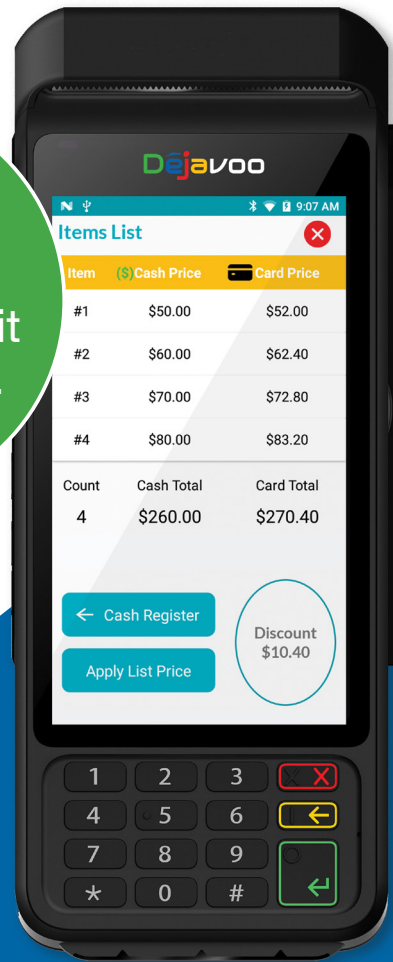 Dejavoo
9:07 AM
Items List
Item ($)Cash Price Card Price
#1 $50.00 $52.00
#2 $60.00 $62.40
#3 $70.00 $72.80
#4 $80.00 $83.20
Count Cash Total Card Total
4 $260.00 $270.40
← Cash Register
Apply List Price
Discount
$10.40
it
1 2 3 X
4 5 6 ←
7 8 9
* 0 # ↵